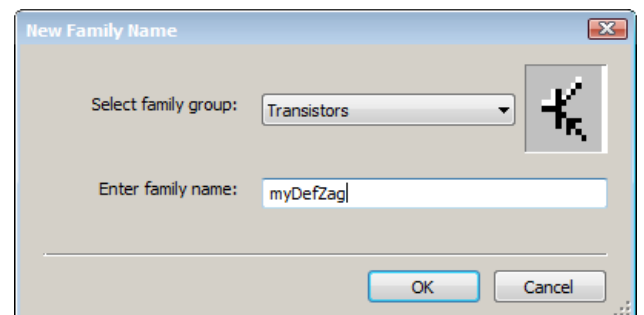 New Family Name
Select family group: Transistors
Enter family name: myDefZag
OK Cancel